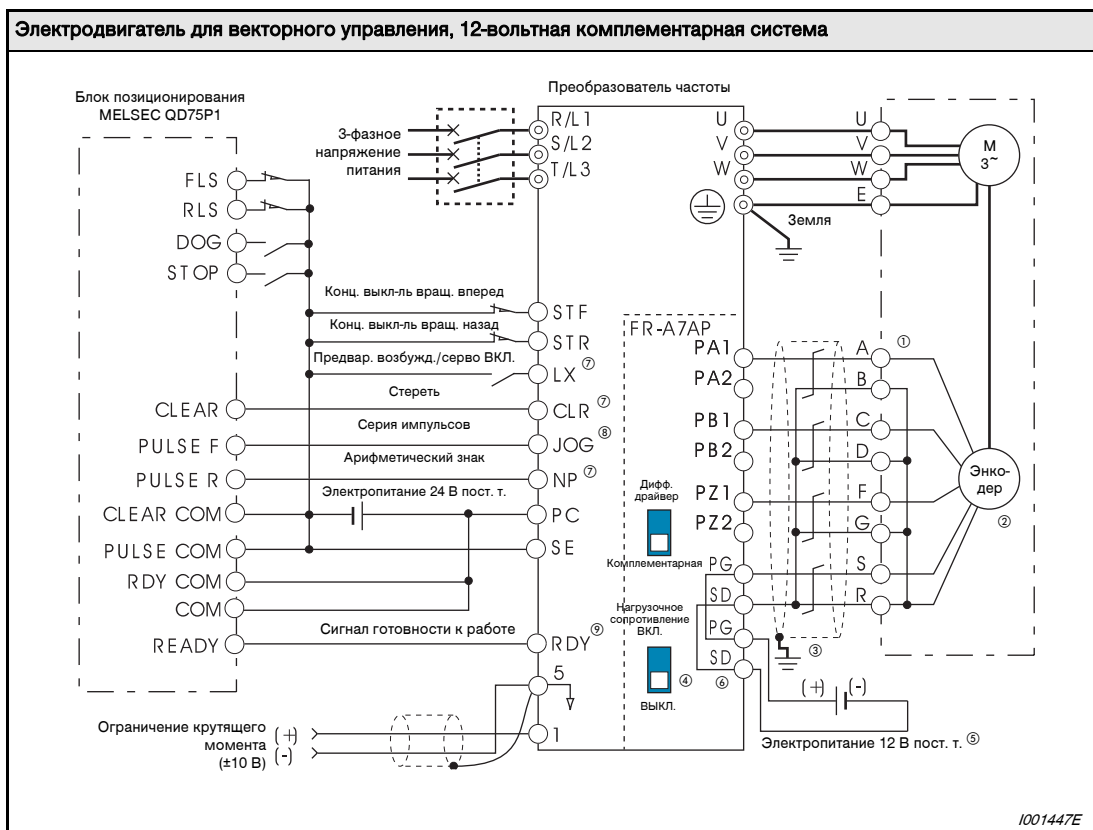 Электродвигатель для векторного управления, 12-вольтная комплементарная система
Преобразователь частоты
Блок позиционирования
MELSEC QD75P1
3-фазное
напряжение
питания
R/L1
S/L2
T/L3
U
V
W
U
V
W
E
M
3~
Земля
FLS
RLS
DOG
STOP
Конц. выкл-ль вращ. вперед
STF
Конц. выкл-ль вращ. назад
STR
Предвар. возбужд./серво ВКЛ.
LX ⑦
Стереть
CLEAR
CLR ⑦
Серия импульсов
PULSE F
JOG ⑧
Арифметический знак
PULSE R
NP ⑦
Электропитание 24 В пост. т.
CLEAR COM
PC
PULSE COM
SE
RDY COM
COM
Сигнал готовности к работе
READY
RDY ⑨
5
1
Ограничение крутящего
момента
(±10 В)
(+)
(-)
FR-A7AP
PA1
PA2
PB1
PB2
PZ1
PZ2
PG
SD
PG
SD
Дифф.
драйвер
Комплементарная
Нагрузочное
сопротивление
ВКЛ.
④
ВЫКЛ.
⑥
A
①
B
C
D
F
G
S
R
Энко-
дер
②
③
(+)
(-)
Электропитание 12 В пост. т. ⑤
I001447E